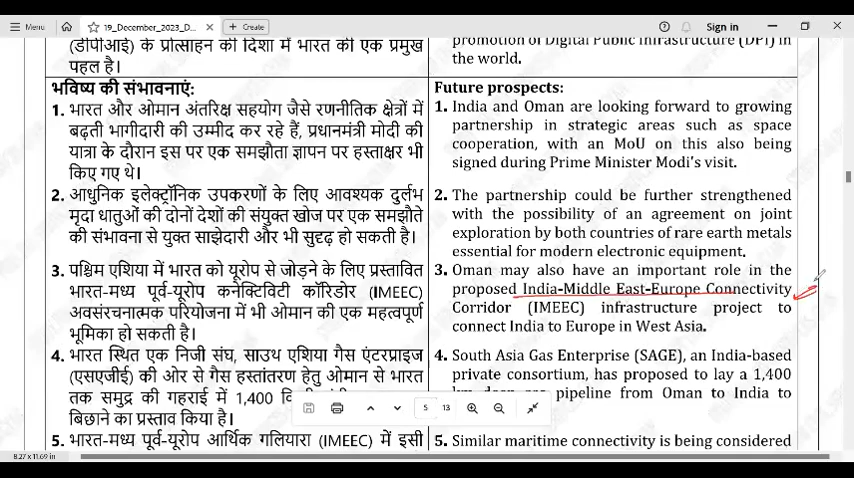 Menu
19_December_2023_D...
+ Create
Sign in
(डीपीआई) के प्रोत्साहन की दिशा में भारत की एक प्रमुख
पहल है।
भविष्य की संभावनाएं:
1. भारत और ओमान अंतरिक्ष सहयोग जैसे रणनीतिक क्षेत्रों में
बढ़ती भागीदारी की उम्मीद कर रहे हैं, प्रधानमंत्री मोदी की
यात्रा के दौरान इस पर एक समझौता ज्ञापन पर हस्ताक्षर भी
किए गए थे।
2. आधुनिक इलेक्ट्रॉनिक उपकरणों के लिए आवश्यक दुर्लभ
मृदा धातुओं की दोनों देशों की संयुक्त खोज पर एक समझौते
की संभावना से युक्त साझेदारी और भी सुदृढ़ हो सकती है।
3. पश्चिम एशिया में भारत को यूरोप से जोड़ने के लिए प्रस्तावित
भारत-मध्य पूर्व-यूरोप कनेक्टिविटी कॉरिडोर (IMEEC)
अवसंरचनात्मक परियोजना में भी ओमान की एक महत्वपूर्ण
भूमिका हो सकती है।
4. भारत स्थित एक निजी संघ, साउथ एशिया गैस एंटरप्राइज
(एसएजीई) की ओर से गैस हस्तांतरण हेतु ओमान से भारत
तक समुद्र की गहराई में 1,400
बिछाने का प्रस्ताव किया है।
5. भारत-मध्य पूर्व-यूरोप आर्थिक गलियारा (IMEEC) में इसी
promotion of Digital Public Infrastructure (DPI) in
the world.
Future prospects:
1. India and Oman are looking forward to growing
partnership in strategic areas such as space
cooperation, with an MoU on this also being
signed during Prime Minister Modi's visit.
2. The partnership could be further strengthened
with the possibility of an agreement on joint
exploration by both countries of rare earth metals
essential for modern electronic equipment.
3. Oman may also have an important role in the
proposed India-Middle East-Europe Connectivity
Corridor (IMEEC) infrastructure project to
connect India to Europe in West Asia.
4. South Asia Gas Enterprise (SAGE), an India-based
private consortium, has proposed to lay a 1,400
pipeline from Oman to India to
5. Similar maritime connectivity is being considered
5 13
8.27 x 11.69 in